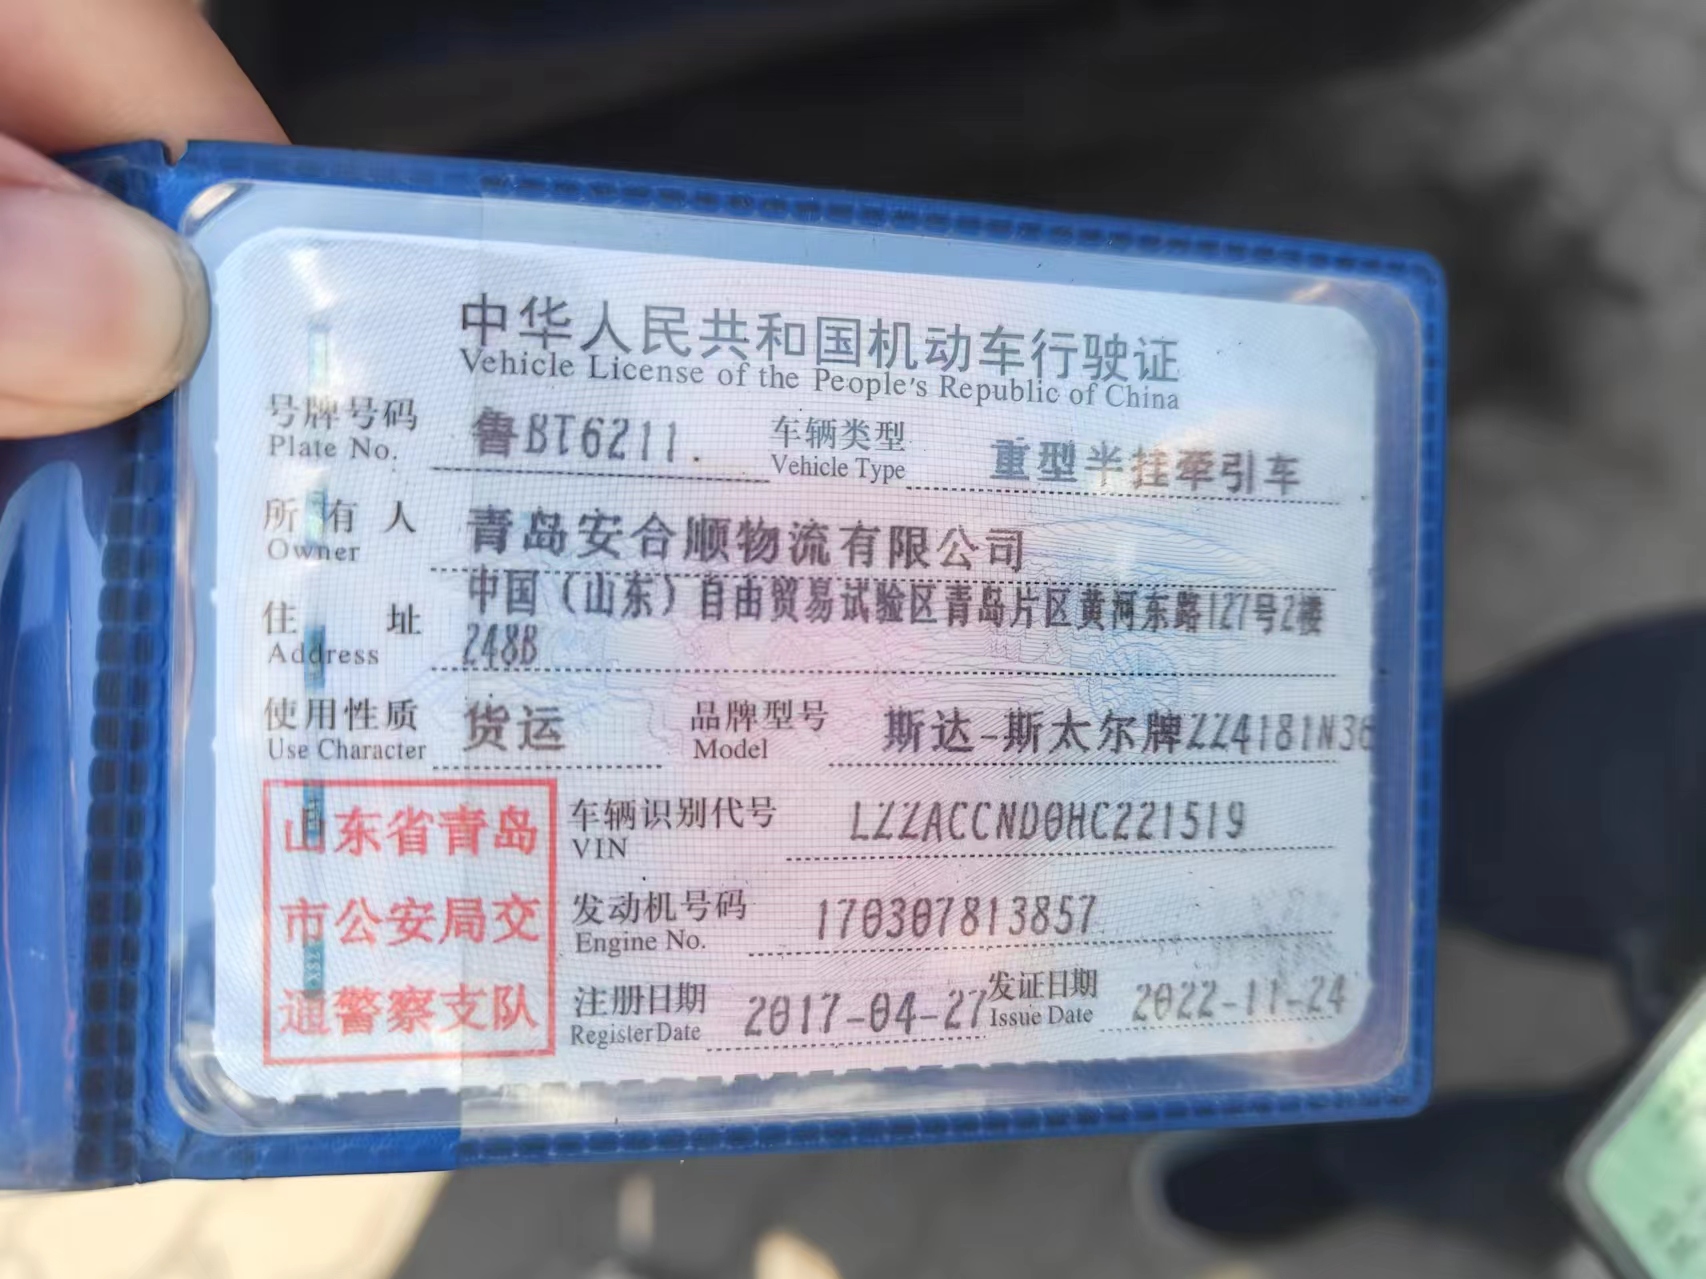 中华人民共和国机动车行驶证
Vehicle License of the People's Republic of China
号牌号码 鲁BT6211. 车辆类型 重型半挂牵引车
Plate No. Vehicle Type
所有人 青岛安合顺物流有限公司
Owner
住址 中国（山东）自由贸易试验区青岛片区黄河东路127号2楼
Address 248B
使用性质 货运 品牌型号 斯达-斯太尔牌ZZ4181N36
Use Character Model
山东省青岛
市公安局交
通警察支队
车辆识别代号 LZZACCND0HC221519
VIN
发动机号码 170307813857
Engine No.
注册日期 2017-04-27 发证日期 2022-11-24
Register Date Issue Date